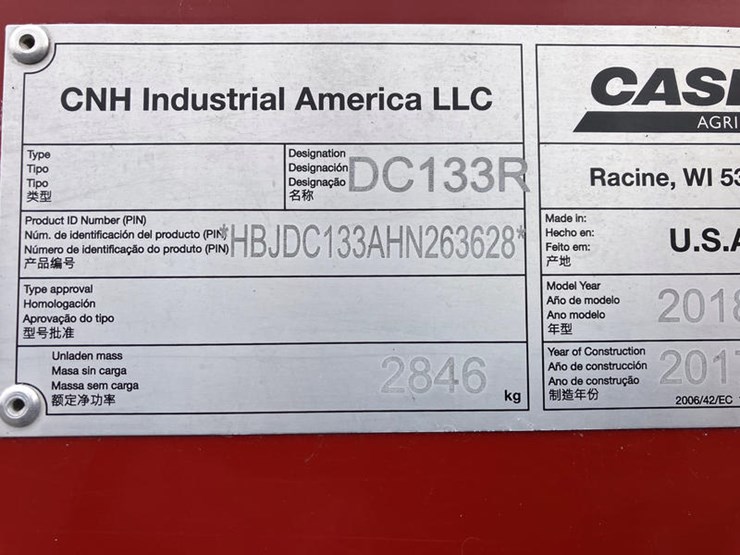 CNH Industrial America LLC
Type
Tipo
Tipo
类型
Designation
Designación
Designação
名称
DC133R
Product ID Number (PIN)
Núm. de identificación del producto (PIN)
Número de identificação do produto (PIN)
产品编号
*HBJDC133AHN263628*
Type approval
Homologación
Aprovação do tipo
型号批准
Unladen mass
Masa sin carga
Massa sem carga
额定净功率
2846
kg
CASE
AGRI
Racine, WI 53
Made in:
Hecho en:
Feito em:
产地
U.S.A
Model Year
Año de modelo
Ano modelo
年型
2018
Year of Construction
Año de construcción
Ano de construção
制造年份
2017
2006/42/EC